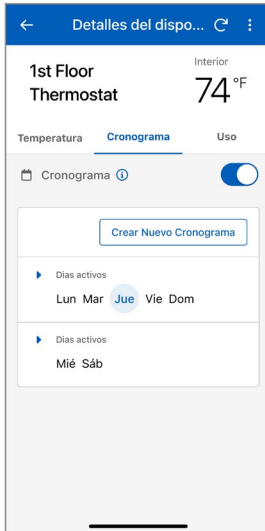 Detalles del dispo...
Interior
1st Floor
Thermostat
74°F
Temperatura Cronograma Uso
Cronograma
Crear Nuevo Cronograma
Dias activos
Lun Mar Jue Vie Dom
Dias activos
Mié Sáb